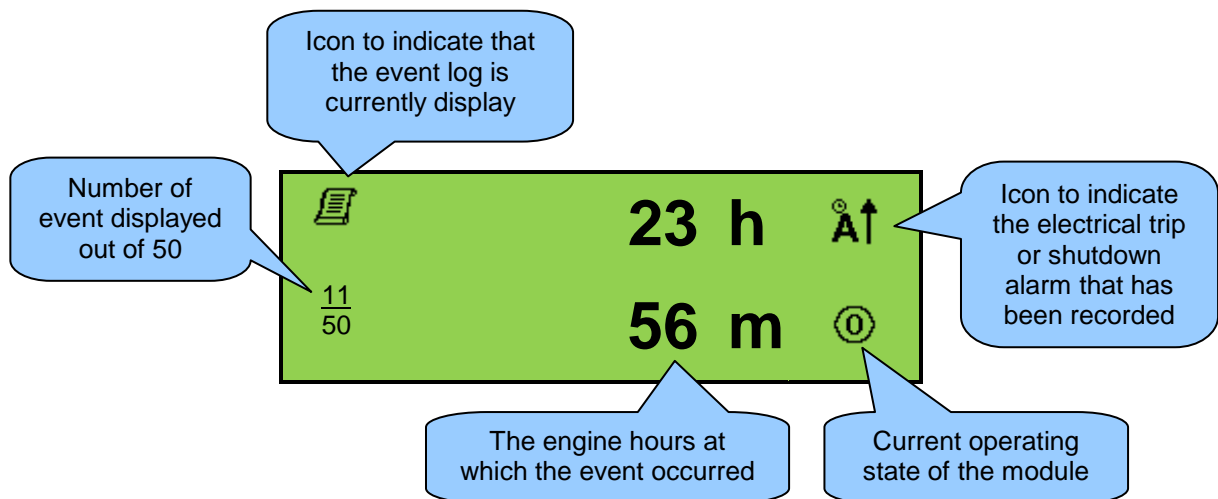 Icon to indicate that
the event log is
currently display
Number of
event displayed
out of 50
11
50
23 h
56 m
A
0
Icon to indicate
the electrical trip
or shutdown
alarm that has
been recorded
The engine hours at
which the event occurred
Current operating
state of the module